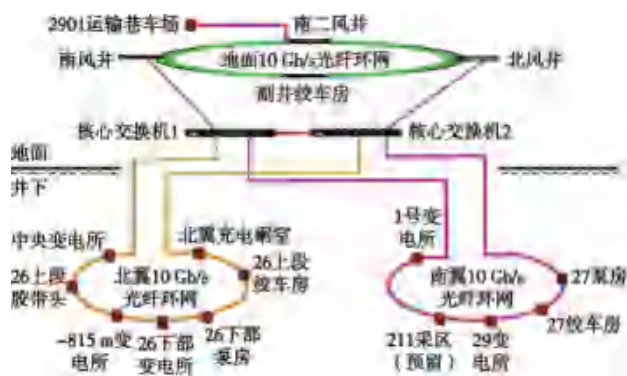 2901运输巷车场
南二风井
南风井
地面10 Gb/s光纤环网
北风井
副井绞车房
核心交换机1
核心交换机2
地面
井下
中央变电所
北翼充电硐室
1号变
电所
26上段
胶带头
北翼10 Gb/s
光纤环网
26上段
绞车房
南翼10 Gb/s
光纤环网
27泵房
-815 m变
电所
26下部
变电所
26下部
泵房
211采区
(预留)
29变
电所
27绞车房